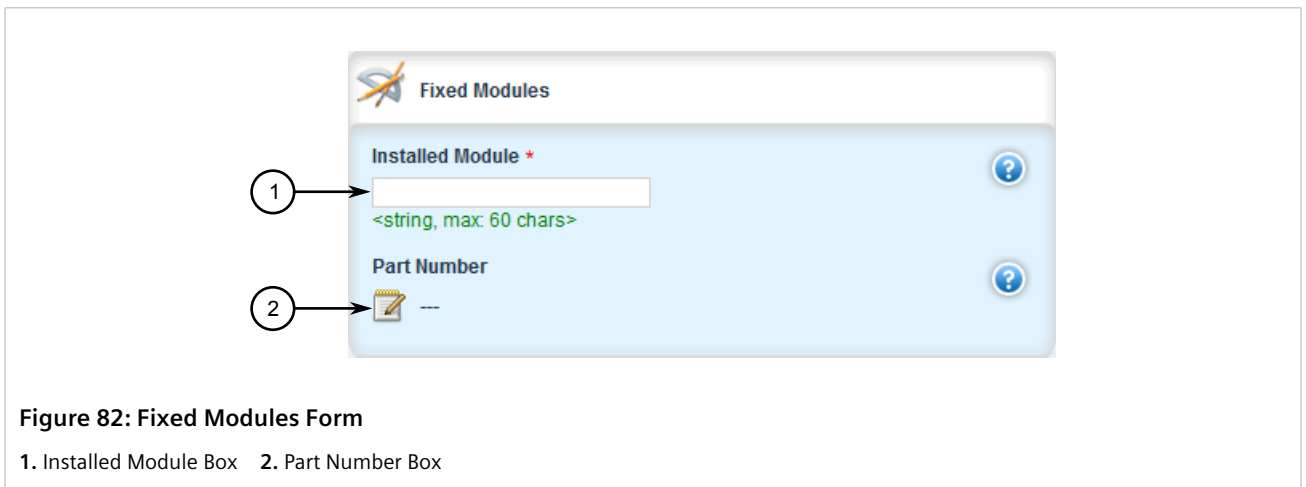 Fixed Modules
Installed Module *
1
<string, max: 60 chars>
Part Number
2
---
Figure 82: Fixed Modules Form
1. Installed Module Box 2. Part Number Box